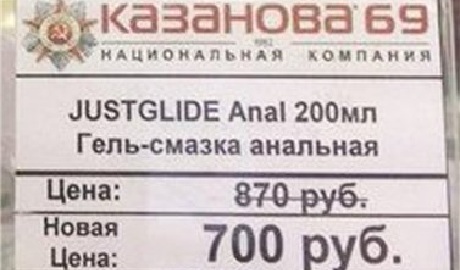 КАЗАНОВА 69
НАЦИОНАЛЬНАЯ КОМПАНИЯ
JUSTGLIDE Anal 200мл
Гель-смазка анальная
Цена: 870 руб.
Новая
Цена: 700 руб.